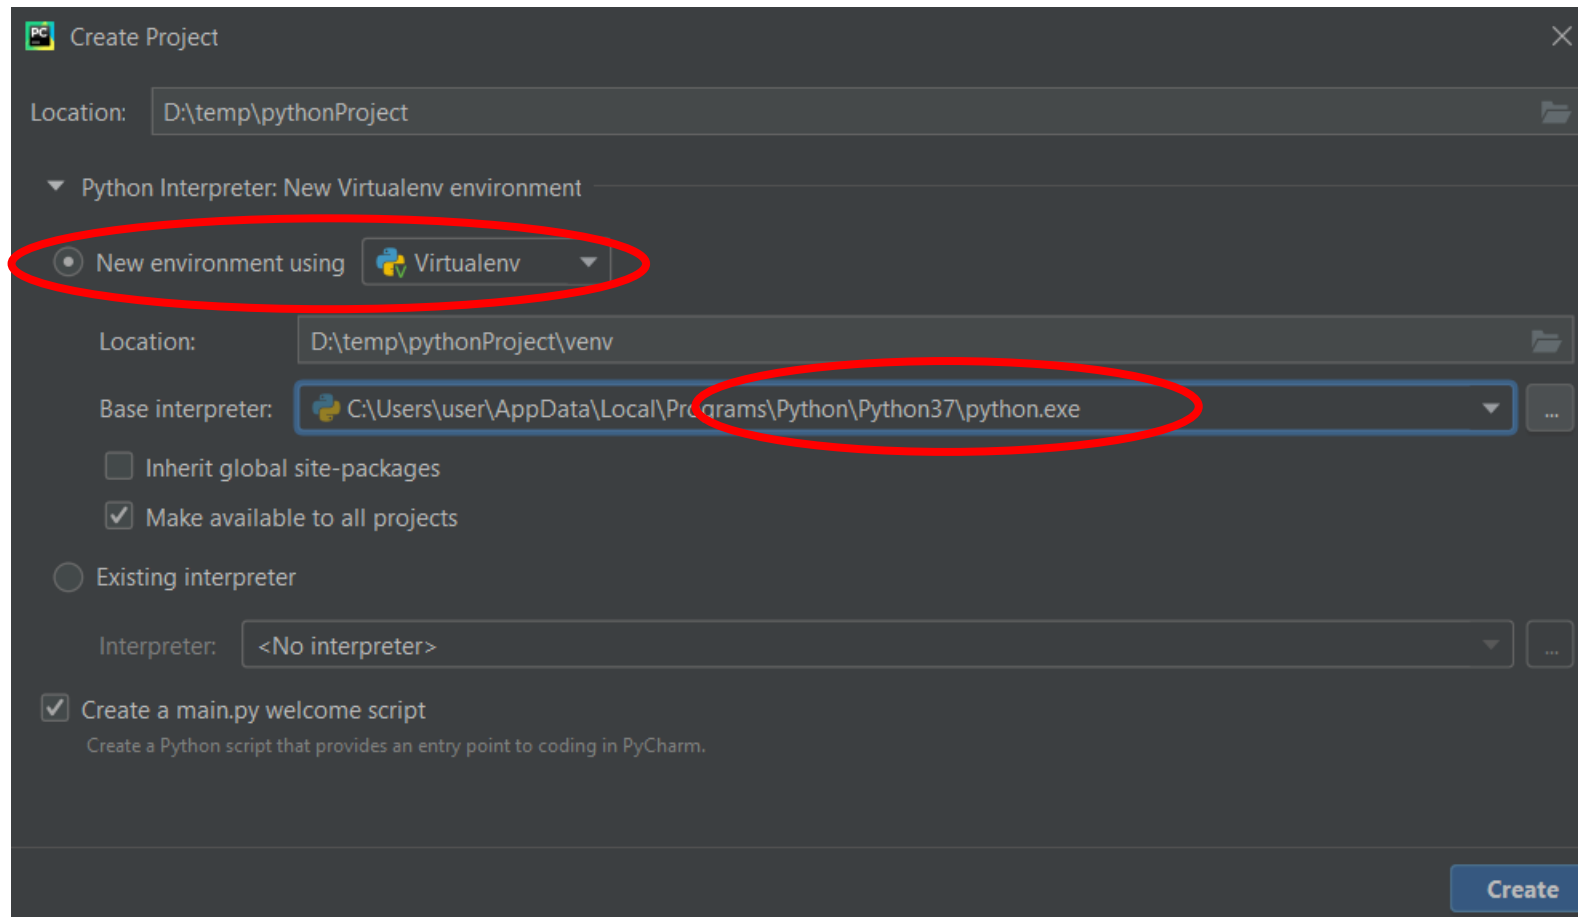 PC Create Project
Location: D:\temp\pythonProject
Python Interpreter: New Virtualenv environment
New environment using V Virtualenv
Location: D:\temp\pythonProject\venv
Base interpreter: C:\Users\user\AppData\Local\Programs\Python\Python37\python.exe ...
Inherit global site-packages
Make available to all projects
Existing interpreter
Interpreter: <No interpreter> ...
Create a main.py welcome script
Create a Python script that provides an entry point to coding in PyCharm.
Create